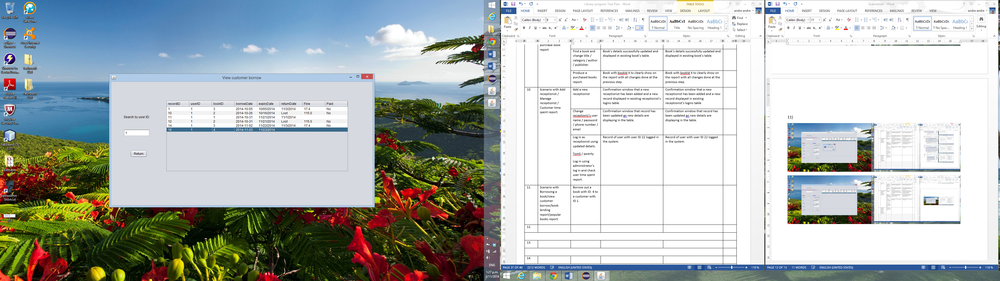 Recycle Bin
Avast SafeZone
eclipse - Shortcut
Avast Internet Security
Shortcut to SecureDow...
Tacnosoft 23.1
Adobe Reader XI
Tacnosoft 23.1
McAfee Security Sc...
NetBeans IDE 8.0.1
Kitchens
sqliteadmin - Shortcut
123
View customer borrow
Search by user ID:
1
Return
recordID userID bookID borrowDate expiryDate returnDate Fine Paid
1 1 3 2014-10-05 10/05/2014 11/3/2014 17.4 No
10 1 2 2014-10-26 10/16/2014 Lost 115.0 No
11 1 1 2014-10-31 11/21/2014 11/1/2014
12 1 2 2014-10-31 11/21/2014 Lost 115.0 No
14 1 3 2014-11-02 11/22/2014 11/3/2014 17.4 No
16 1 4 2014-11-03 11/23/2014
ENG
1:27 p.m.
3/11/2014
Library program Test Plan - Word
TABLE TOOLS
FILE HOME INSERT DESIGN PAGE LAYOUT REFERENCES MAILINGS REVIEW VIEW DESIGN LAYOUT andre andre
Calibri (Body) 9
Paste
Clipboard Font Paragraph Styles Editing
AaBbCcDc AaBbCcl AaBbCcDc AaBbCc
¶ Normal Title No Spacing Heading 1
Find
Replace
Select
purchase book
report
Find a book and
change title /
category / author
/ publisher.
Book's details successfully updated and
displayed in existing book's table.
Book's details successfully updated and
displayed in existing book's table.
Produce a
purchased books
report.
Book with bookId 4 to clearly show on
the report with all changes done at the
previous step.
Book with bookId 4 to clearly show on
the report with all changes done at the
previous step.
10.
Scenario with Add
receptionist /
Manage
receptionist /
Customer time
spent report.
Add a new
receptionist
Confirmation window that a new
receptionist has been added and a new
record displayed in existing receptionist's
logins table.
Confirmation window that a new
receptionist has been added and a new
record displayed in existing
receptionist's logins table.
Change
receptionis's user
name / password
/ phone number /
email
Confirmation window that record has
been updated an new details are
displaying in the table.
Confirmation window that record has
been updated an new details are
displaying in the table.
Log in as
receptionist using
updated details:
TomS / qwerty.
Log in using
administrator's
log in and check
user time spent
report.
Record of user with user ID 22 logged in
the system.
Record of user with user ID 22 logged
in the system.
11.
Scenario with
Borrowing a
book/view
customer
borrow/book
lending
report/popular
books report.
Borrow out a
book with ID: 4 to
a customer with
ID 1.
12.
13.
14.
PAGE 37 OF 40 2212 WORDS ENGLISH (UNITED STATES) 110 %
Sceenshots - Word
FILE HOME INSERT DESIGN PAGE LAYOUT REFERENCES MAILINGS REVIEW VIEW andre andre
Calibri (Body) 11
Paste
AaBbCcDc AaBbCcDc AaBbCc
¶ Normal ¶ No Spac... Heading 1
Editing
Clipboard Font Paragraph Styles
11)
PAGE 13 OF 13 11 WORDS ENGLISH (UNITED STATES) 110 %